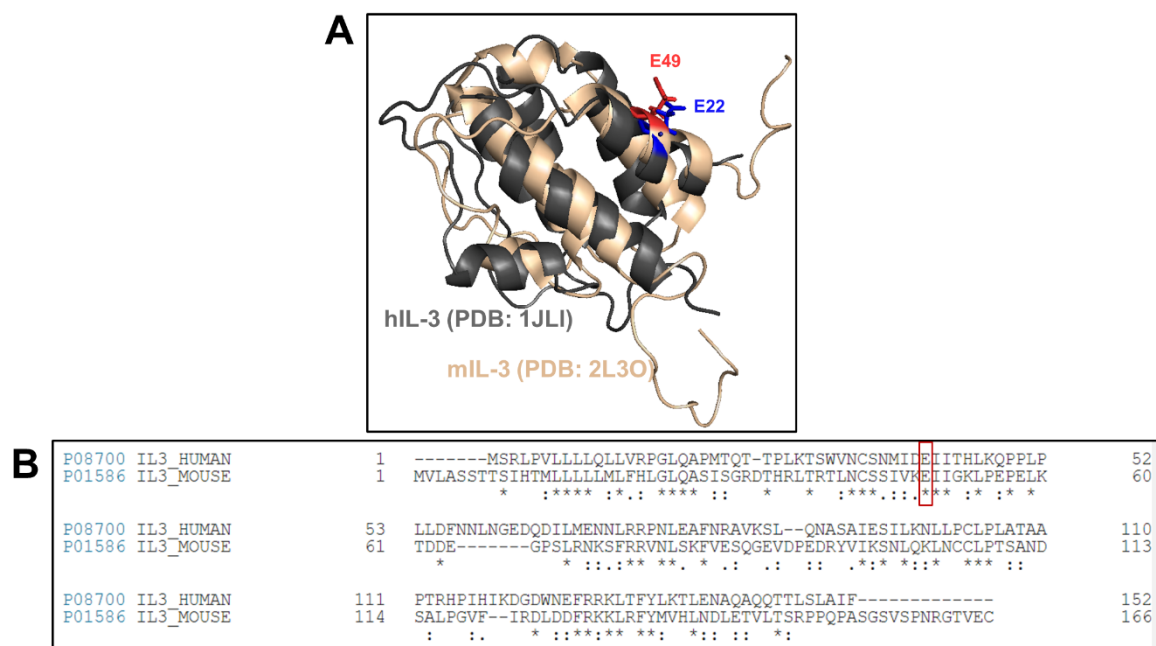 A
E49
E22
hIL-3 (PDB: 1JLI)
mIL-3 (PDB: 2L3O)
B
P08700 IL3_HUMAN 1 -------MSRLPVLLLLQLLVRPGLQAPMTQT-TPLKTSWVNCSNMIDEIITHLKQPPLP 52
P01586 IL3_MOUSE 1 MVLASSTTSIHTMLLLLLMLFHLGLQASISGRDTHRLTRTLNCSSIVKEIIGKLPEPELK 60
* :**** :*.: **** :: * * ****.:: *** :* :* *
P08700 IL3_HUMAN 53 LLDFNNLNGEDQDILMENNLRRPNLEAFNRAVKSL--QNASAIESILKNLLPCLPLATAA 110
P01586 IL3_MOUSE 61 TDDE-------GPSLRNKSFRRVNLSKFVESQGEVDPEDRYVIKSNLQKLNCCLPTSAND 113
* * ::.:** **. * .: .: :: .*:* *::* *** ::
P08700 IL3_HUMAN 111 PTRHPIHIKDGDWNEFRRKLTFYLKTLENAQAQQTTLSLAIF------------- 152
P01586 IL3_MOUSE 114 SALPGVF--IRDLDDFRKKLRFYMVHLNDLETVLTSRPPQPASGSVSPNRGTVEC 166
: :. * ::**:** **: *:: :: *: